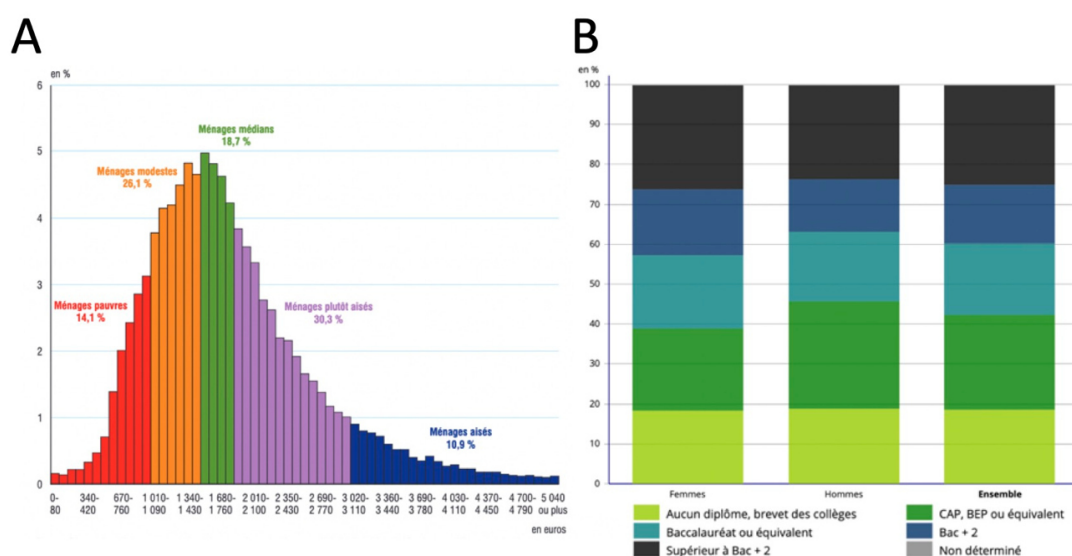 A
en %
6
5
4
3
2
1
0
Ménages médians
18,7 %
Ménages modestes
26,1 %
Ménages pauvres
14,1 %
Ménages plutôt aisés
30,3 %
Ménages aisés
10,9 %
0- 340- 670- 1 010- 1 340- 1 680- 2 010- 2 350- 2 690- 3 020- 3 360- 3 690- 4 030- 4 370- 4 700- 5 040
80 420 760 1 090 1 430 1 760 2 100 2 430 2 770 3 110 3 440 3 780 4 110 4 450 4 790 ou plus
en euros
B
en %
100
90
80
70
60
50
40
30
20
10
0
Femmes Hommes Ensemble
Aucun diplôme, brevet des collèges CAP, BEP ou équivalent
Baccalauréat ou équivalent Bac + 2
Supérieur à Bac + 2 Non déterminé